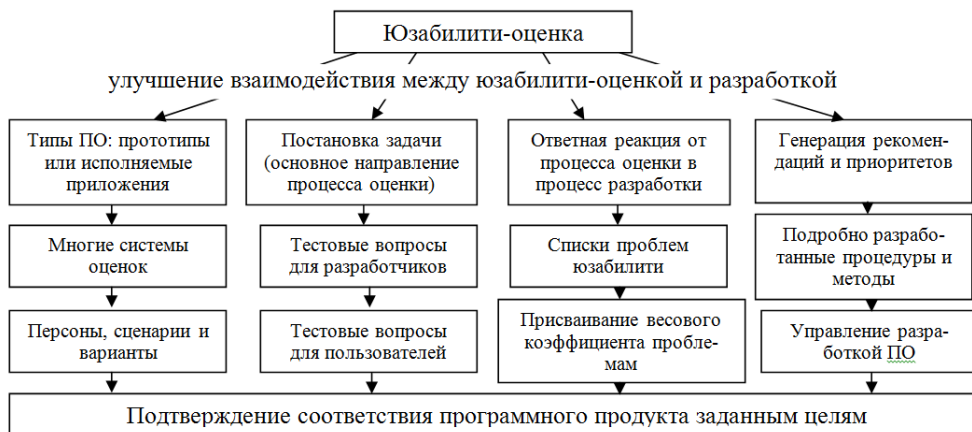 Юзабилити-оценка
улучшение взаимодействия между юзабилити-оценкой и разработкой
Типы ПО: прототипы
или исполняемые
приложения
Постановка задачи
(основное направление
процесса оценки)
Ответная реакция от
процесса оценки в
процесс разработки
Генерация рекомен-
даций и приоритетов
Многие системы
оценок
Тестовые вопросы
для разработчиков
Списки проблем
юзабилити
Подробно разрабо-
танные процедуры и
методы
Персоны, сценарии и
варианты
Тестовые вопросы
для пользователей
Присваивание весового
коэффициента пробле-
мам
Управление разра-
боткой ПО
Подтверждение соответствия программного продукта заданным целям